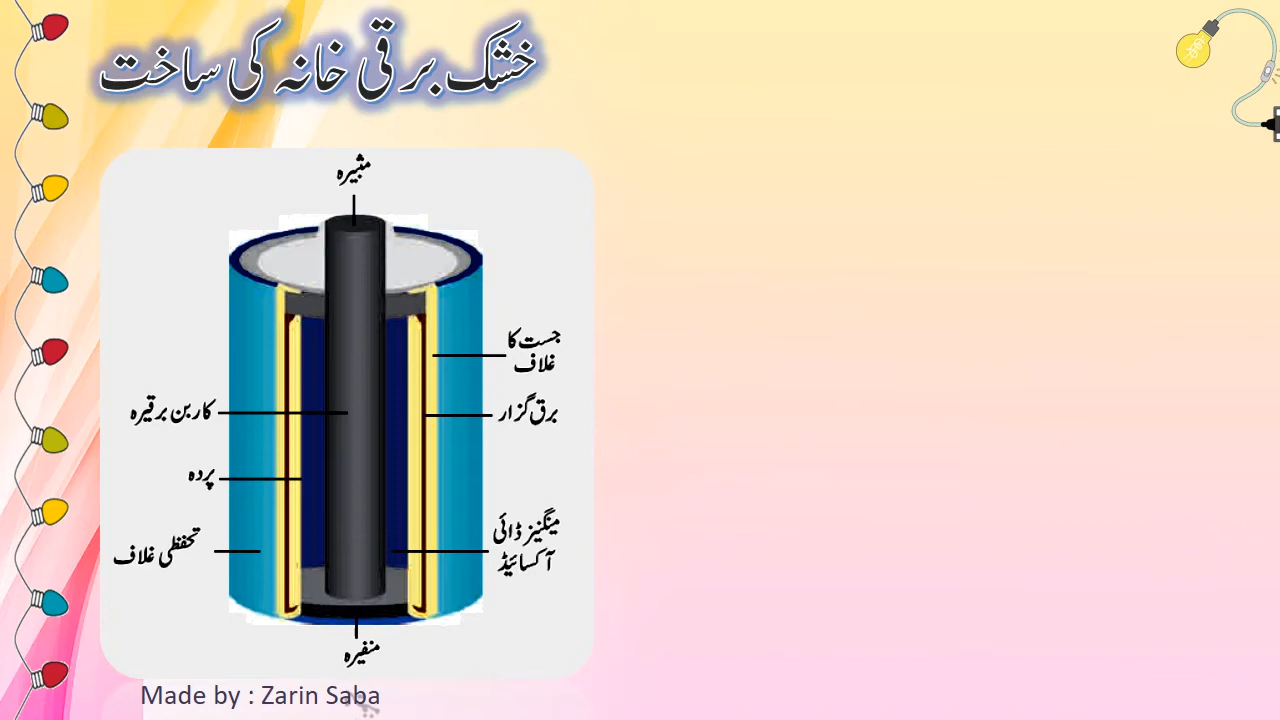 خشک برقی خانہ کی ساخت
مثبیرہ
جست کا
غلاف
کاربن برقیرہ
برق گزار
پردہ
مینگنیز ڈائی
آکسائیڈ
تحفظی غلاف
منفیرہ
Made by : Zarin Saba